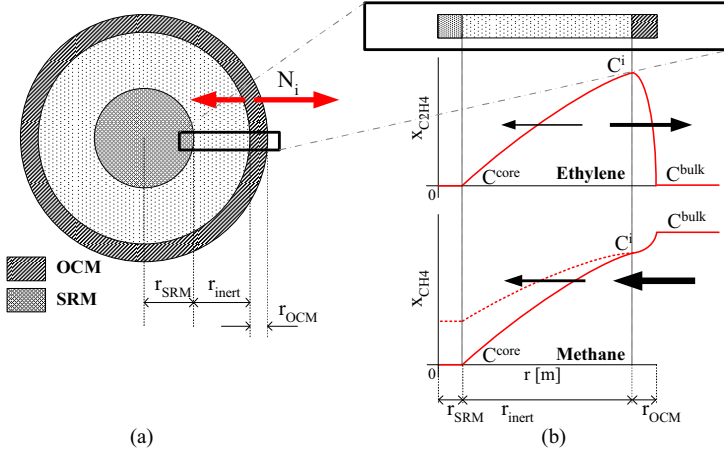 (a)
N_i
OCM
SRM
r_SRM
r_inert
r_OCM
(b)
x_C2H4
C^i
C^core
Ethylene
C^bulk
0
x_CH4
C^bulk
C^i
C^core
Methane
0
r [m]
r_SRM
r_inert
r_OCM
(a)
(b)